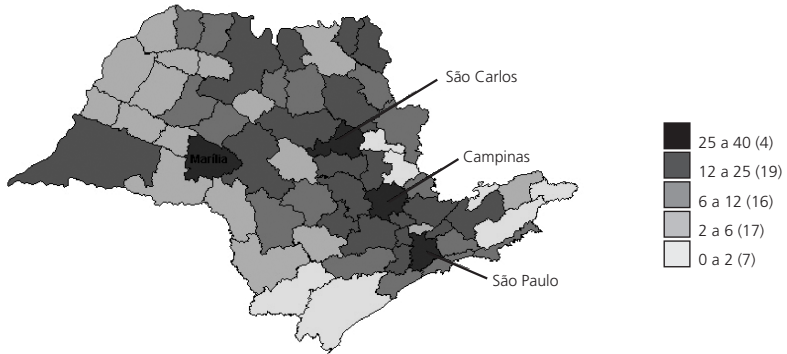 São Carlos
Campinas
Marília
São Paulo
25 a 40 (4)
12 a 25 (19)
6 a 12 (16)
2 a 6 (17)
0 a 2 (7)